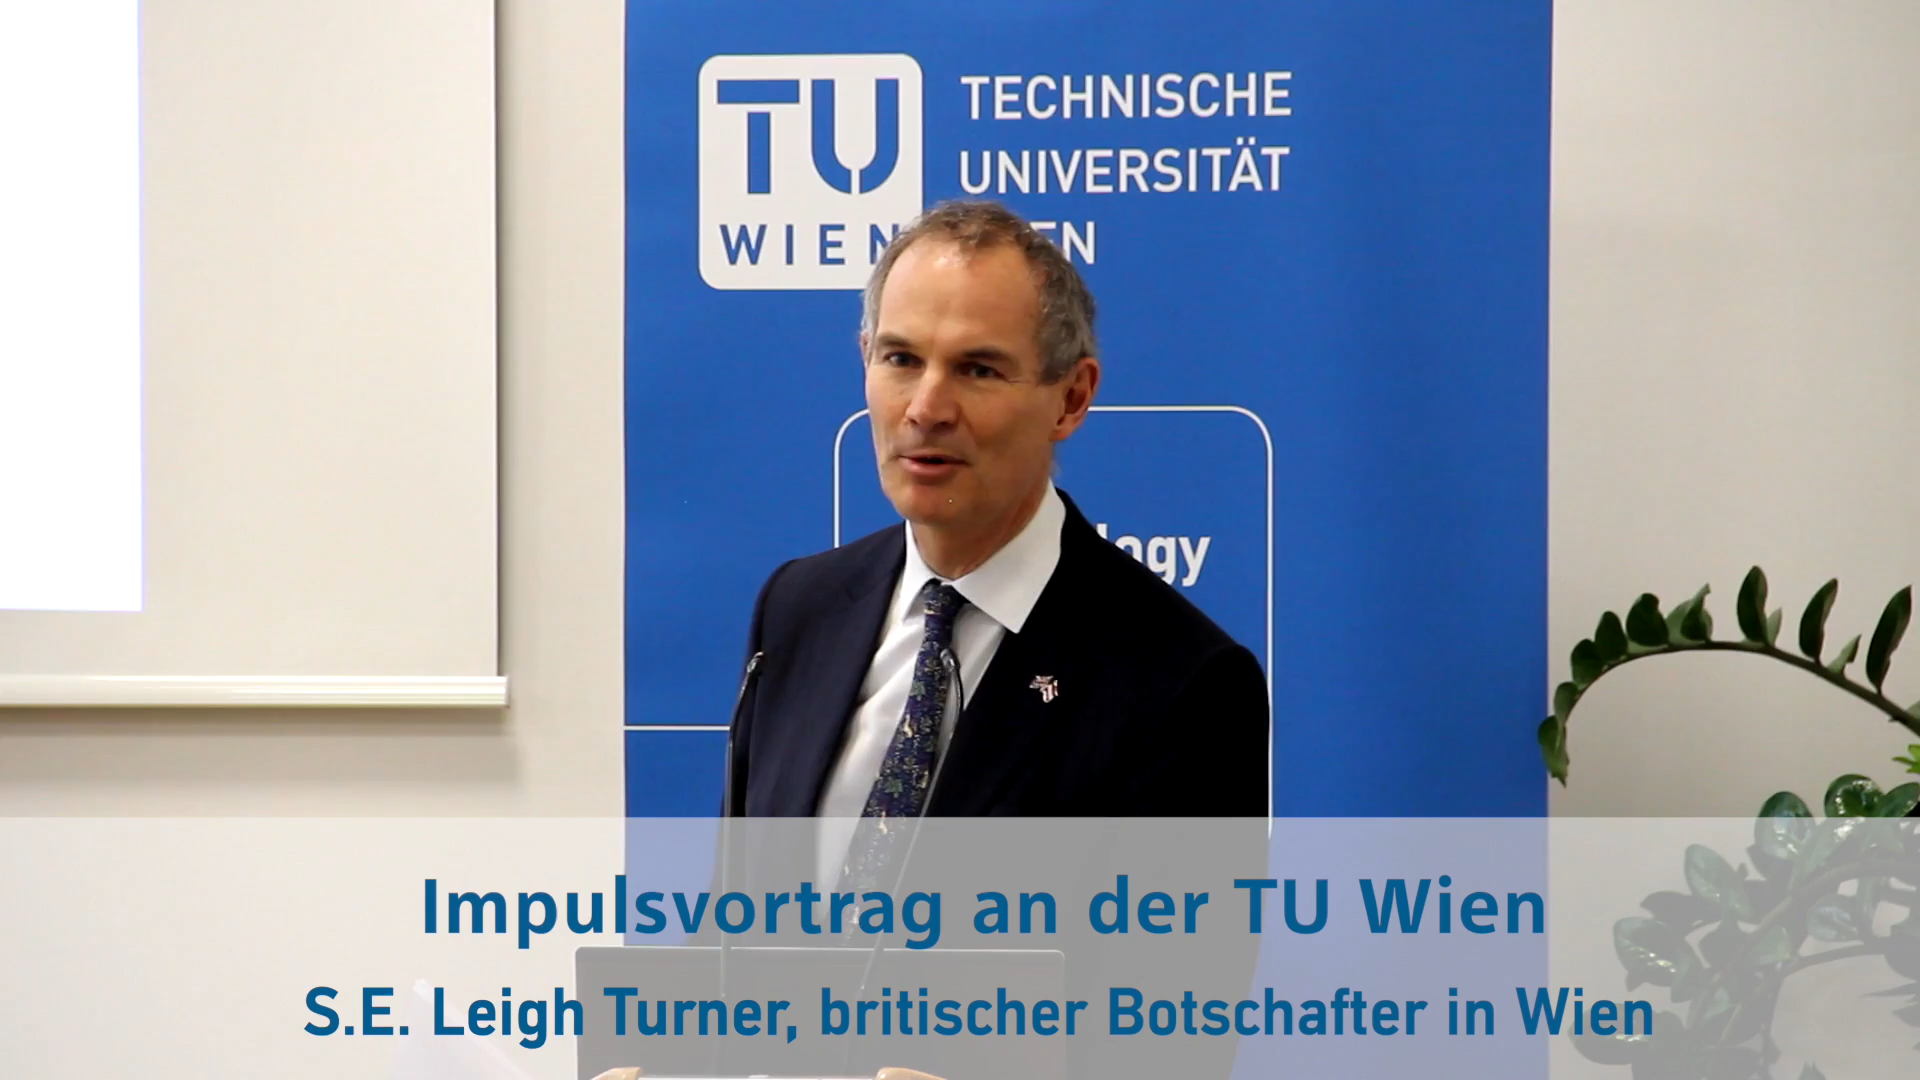 TU
WIEN
TECHNISCHE
UNIVERSITÄT
Impulsvortrag an der TU Wien
S.E. Leigh Turner, britischer Botschafter in Wien